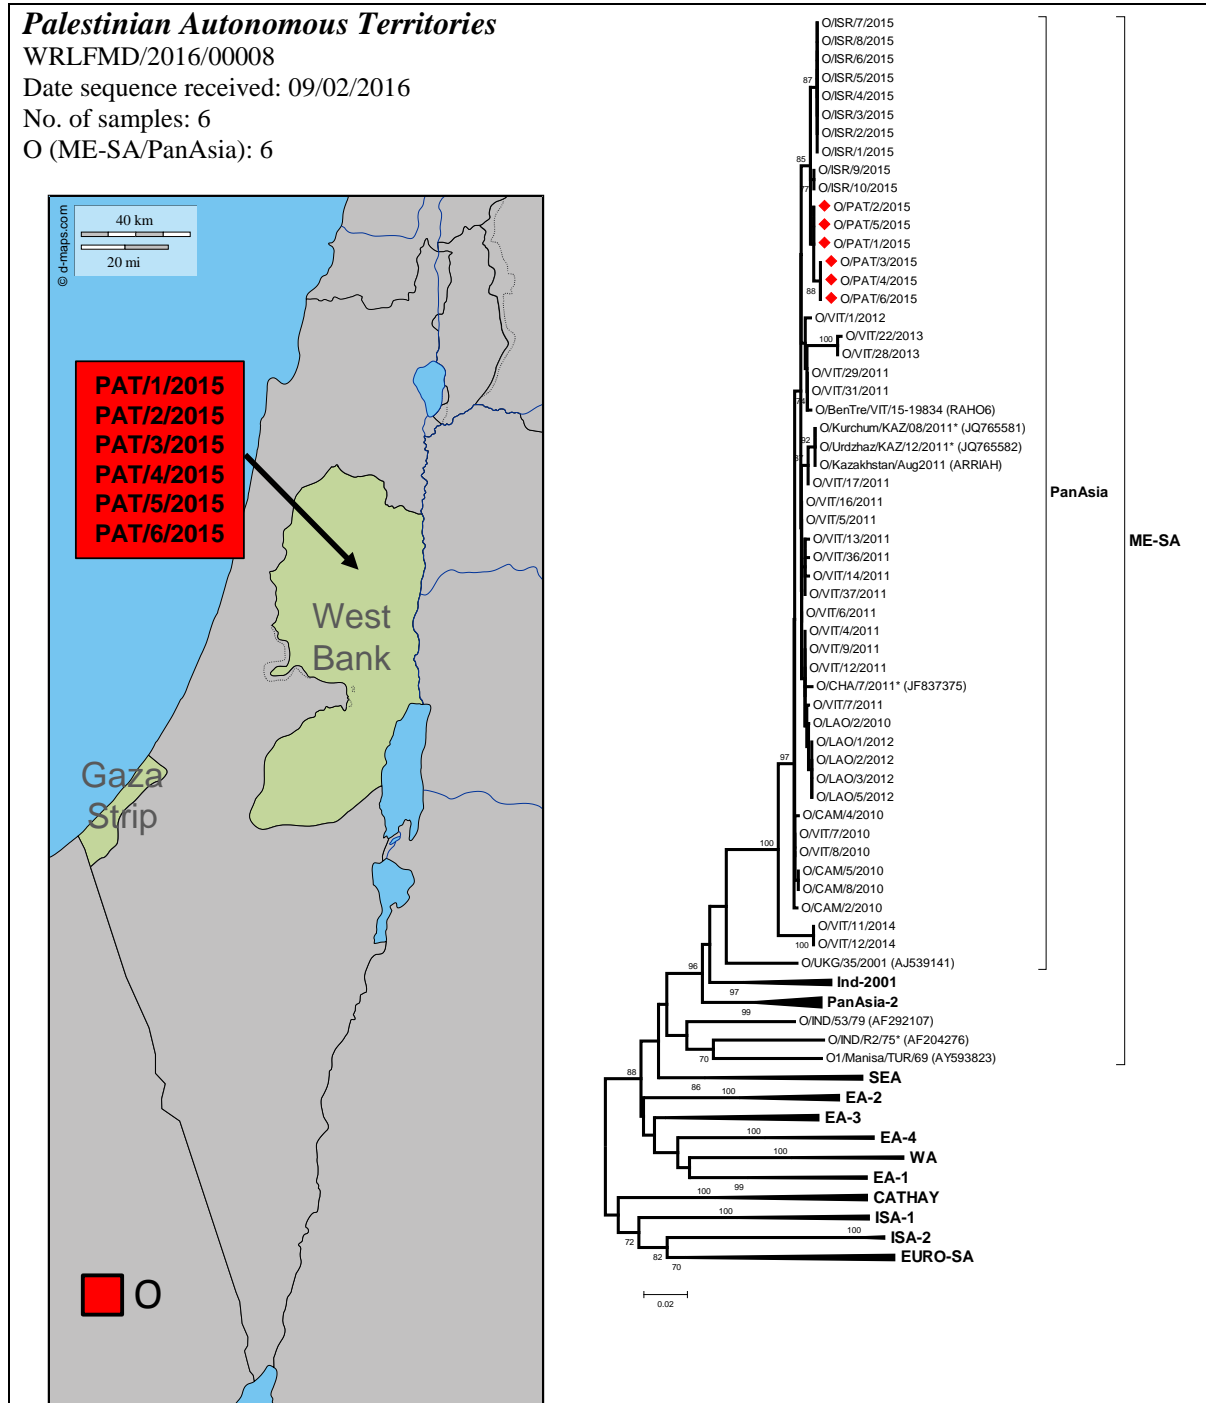 Palestinian Autonomous Territories
WRLFMD/2016/00008
Date sequence received: 09/02/2016
No. of samples: 6
O (ME-SA/PanAsia): 6
© d-maps.com
40 km
20 mi
PAT/1/2015
PAT/2/2015
PAT/3/2015
PAT/4/2015
PAT/5/2015
PAT/6/2015
West
Bank
Gaza
Strip
O
O/ISR/7/2015
O/ISR/8/2015
O/ISR/6/2015
O/ISR/5/2015
87
O/ISR/4/2015
O/ISR/3/2015
O/ISR/2/2015
O/ISR/1/2015
85
O/ISR/9/2015
77
O/ISR/10/2015
O/PAT/2/2015
O/PAT/5/2015
O/PAT/1/2015
O/PAT/3/2015
O/PAT/4/2015
88
O/PAT/6/2015
O/VIT/1/2012
100
O/VIT/22/2013
O/VIT/28/2013
O/VIT/29/2011
O/VIT/31/2011
74
O/BenTre/VIT/15-19834 (RAHO6)
O/Kurchum/KAZ/08/2011* (JQ765581)
92
O/Urdzhaz/KAZ/12/2011* (JQ765582)
O/Kazakhstan/Aug2011 (ARRIAH)
O/VIT/17/2011
O/VIT/16/2011
O/VIT/5/2011
O/VIT/13/2011
O/VIT/36/2011
O/VIT/14/2011
O/VIT/37/2011
O/VIT/6/2011
O/VIT/4/2011
O/VIT/9/2011
O/VIT/12/2011
O/CHA/7/2011* (JF837375)
O/VIT/7/2011
O/LAO/2/2010
O/LAO/1/2012
97
O/LAO/2/2012
O/LAO/3/2012
O/LAO/5/2012
O/CAM/4/2010
O/VIT/7/2010
100
O/VIT/8/2010
O/CAM/5/2010
O/CAM/8/2010
O/CAM/2/2010
O/VIT/11/2014
100
O/VIT/12/2014
O/UKG/35/2001 (AJ539141)
PanAsia
ME-SA
96
Ind-2001
97
PanAsia-2
99
O/IND/53/79 (AF292107)
O/IND/R2/75* (AF204276)
70
O1/Manisa/TUR/69 (AY593823)
88
SEA
86
100
EA-2
EA-3
100
EA-4
100
WA
EA-1
100
99
CATHAY
100
ISA-1
72
100
ISA-2
82
70
EURO-SA
0.02